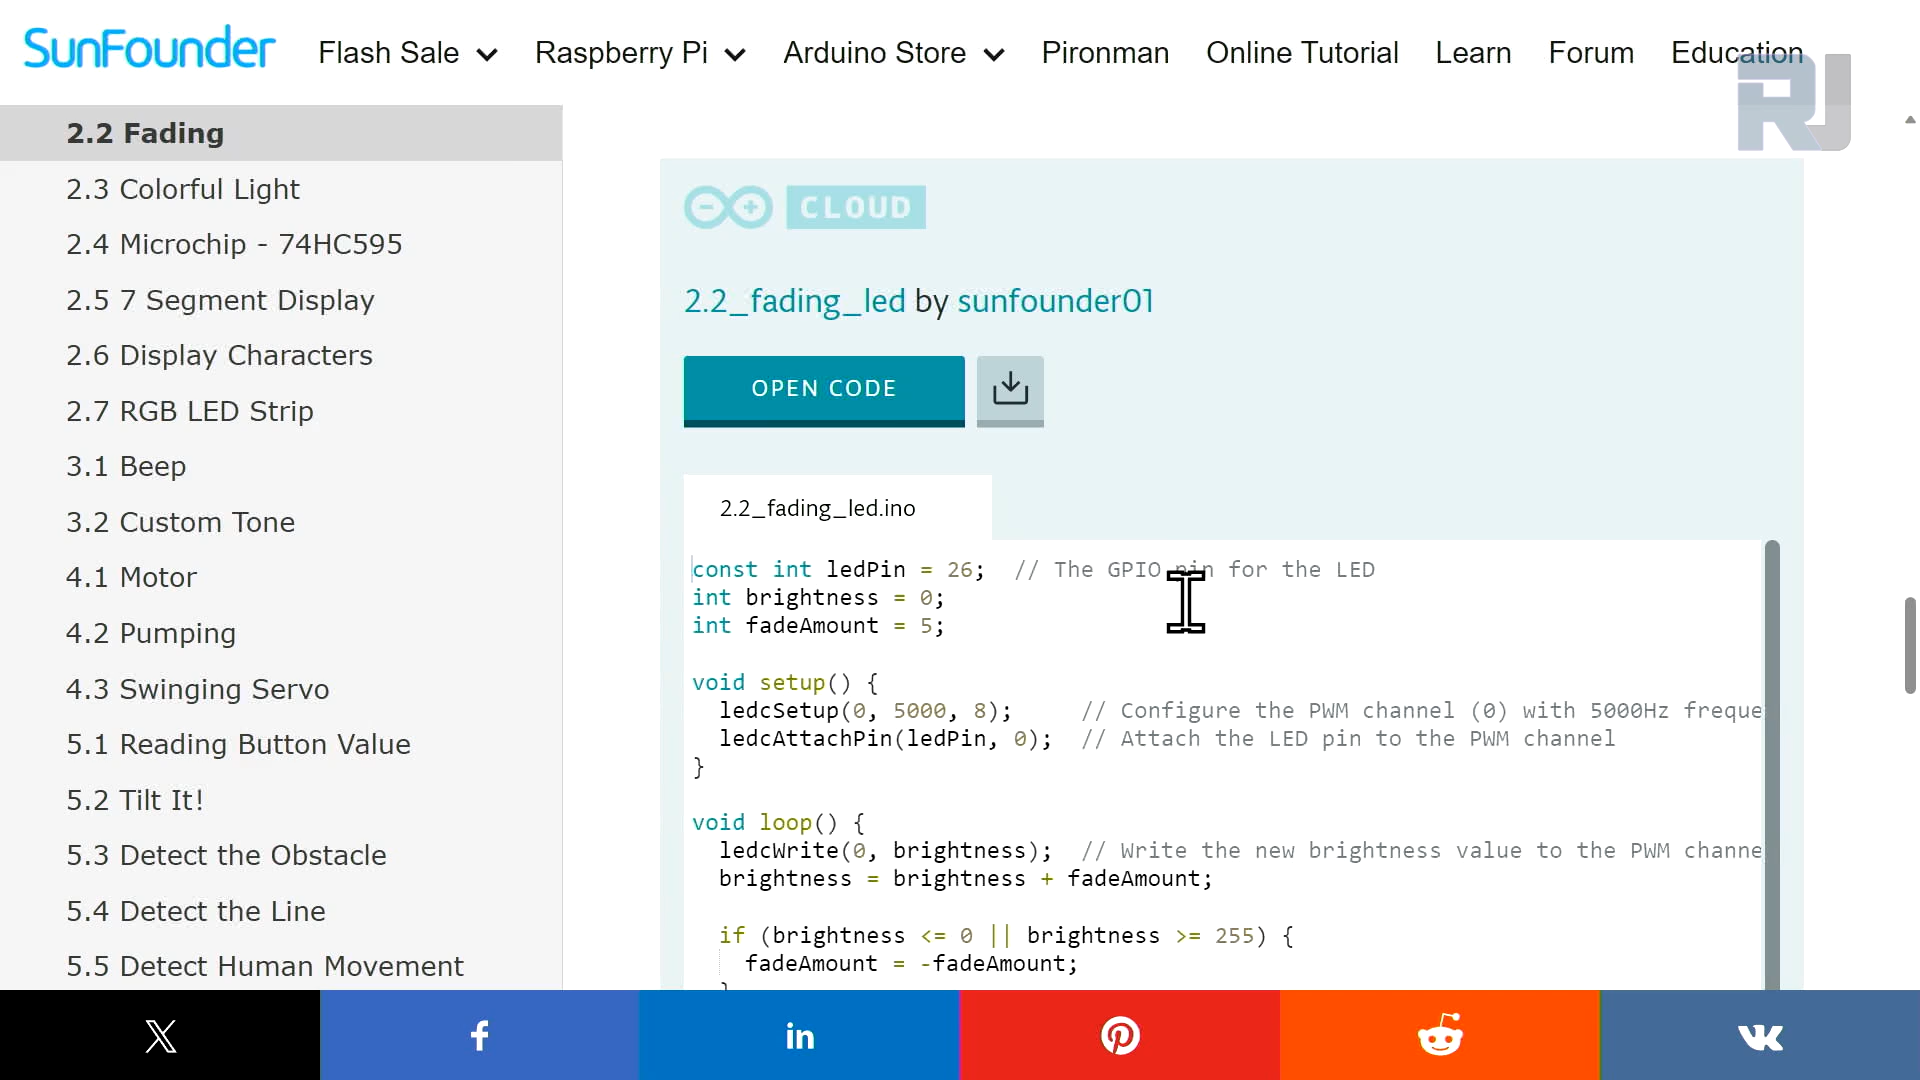 SunFounder
Flash Sale Raspberry Pi Arduino Store Pironman Online Tutorial Learn Forum Education
RJ
2.2 Fading
2.3 Colorful Light
2.4 Microchip - 74HC595
2.5 7 Segment Display
2.6 Display Characters
2.7 RGB LED Strip
3.1 Beep
3.2 Custom Tone
4.1 Motor
4.2 Pumping
4.3 Swinging Servo
5.1 Reading Button Value
5.2 Tilt It!
5.3 Detect the Obstacle
5.4 Detect the Line
5.5 Detect Human Movement
CLOUD
2.2_fading_led by sunfounder01
OPEN CODE
2.2_fading_led.ino
const int ledPin = 26;  // The GPIO pin for the LED
int brightness = 0;
int fadeAmount = 5;
void setup() {
ledcSetup(0, 5000, 8);     // Configure the PWM channel (0) with 5000Hz freque
ledcAttachPin(ledPin, 0);  // Attach the LED pin to the PWM channel
}
void loop() {
ledcWrite(0, brightness);  // Write the new brightness value to the PWM channe
brightness = brightness + fadeAmount;
if (brightness <= 0 || brightness >= 255) {
fadeAmount = -fadeAmount;
}